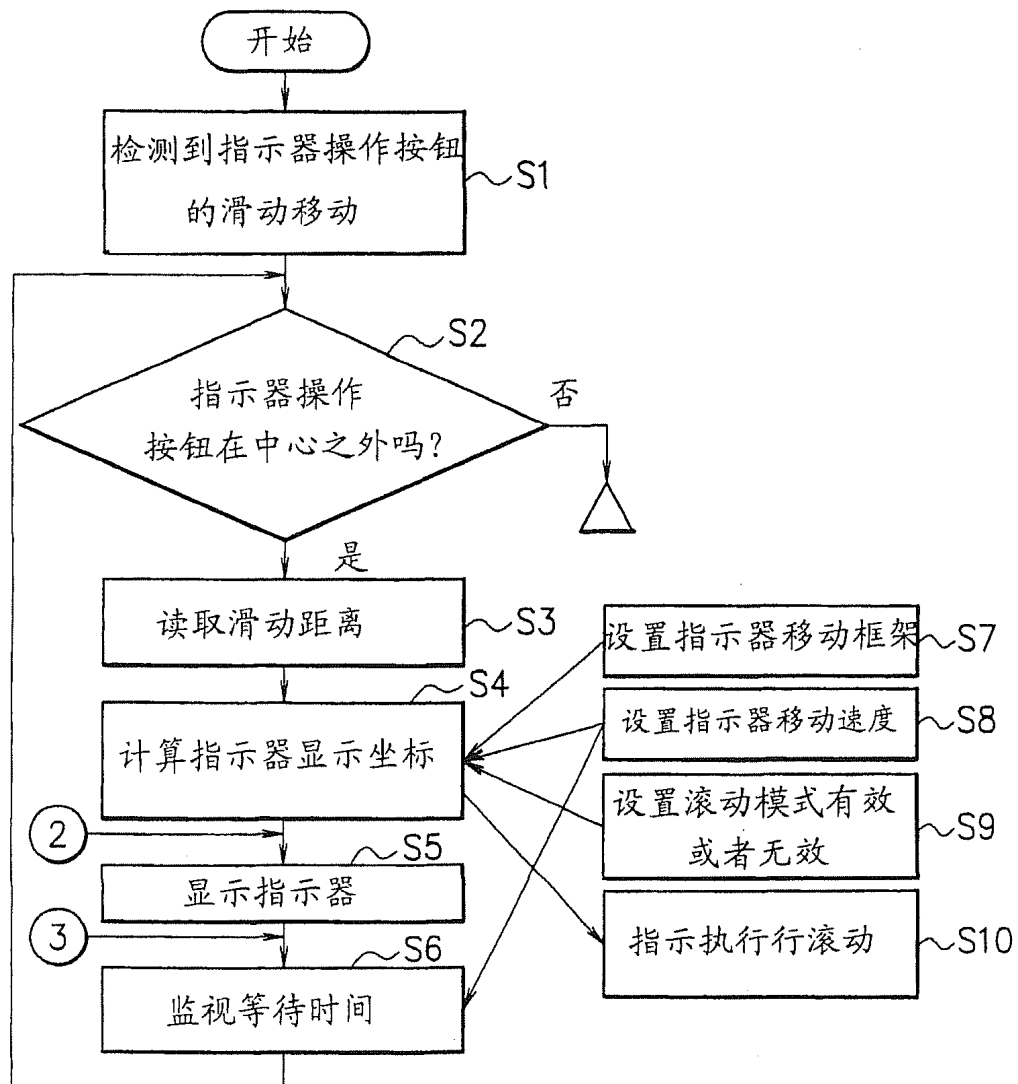 开始
检测到指示器操作按钮
的滑动移动
S1
S2
指示器操作
按钮在中心之外吗?
否
是
读取滑动距离
S3
设置指示器移动框架
S7
S4
计算指示器显示坐标
设置指示器移动速度
S8
设置滚动模式有效
或者无效
S9
2
S5
显示指示器
3
S6
指示执行行滚动
S10
监视等待时间